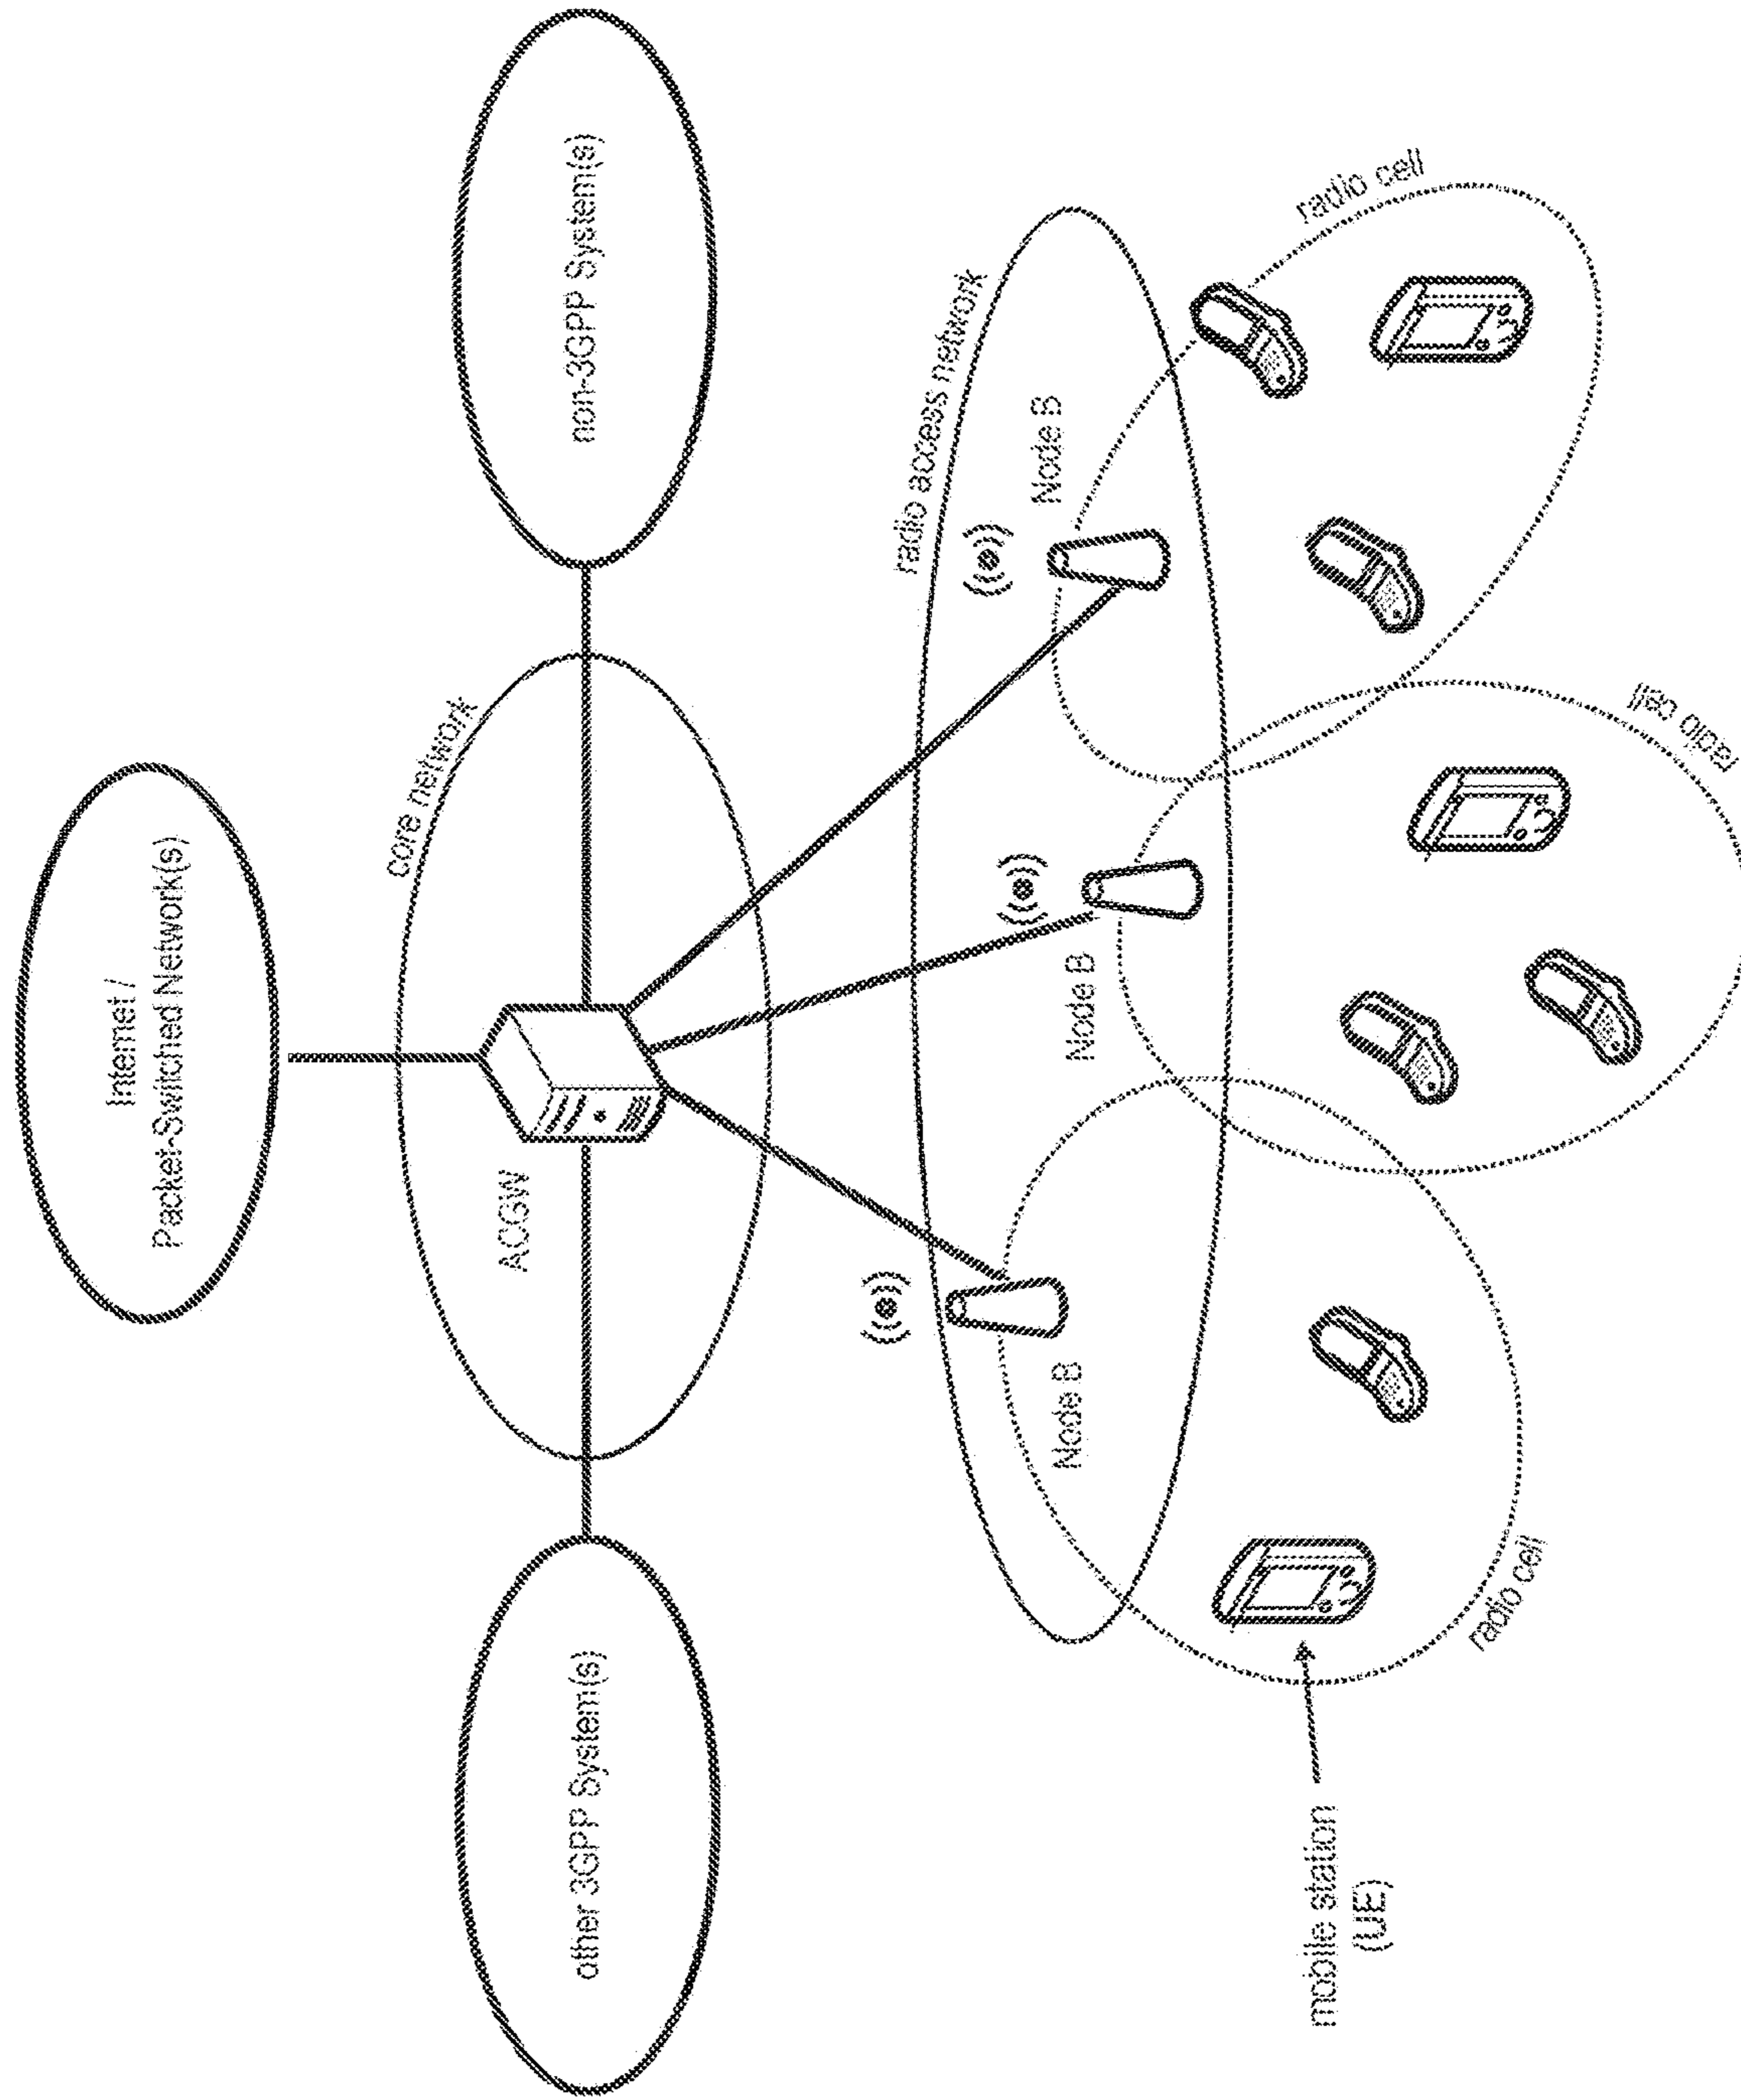 Internet /
Packet-Switched Network(s)
core network
ACGW
other 3GPP System(s)
non-3GPP System(s)
radio access network
Node B
Node B
Node B
radio cell
radio cell
radio cell
mobile station
(UE)